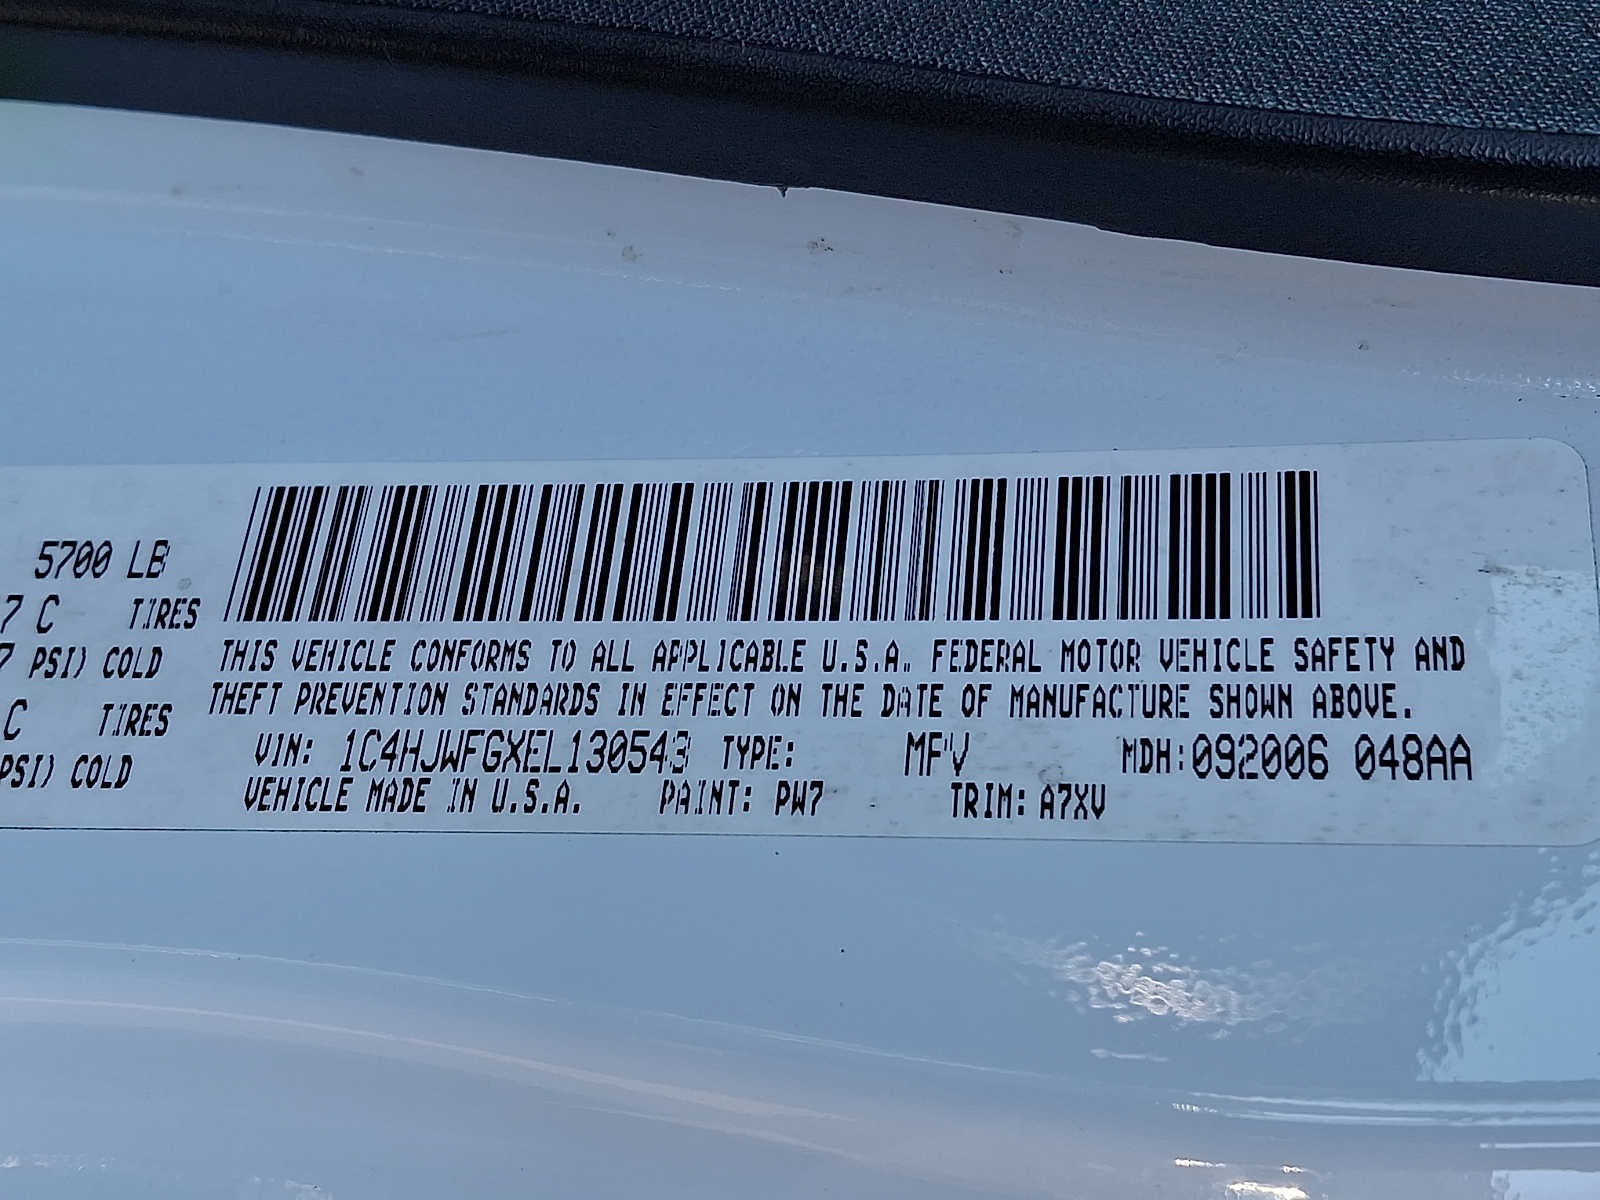 5700 LB
7 C TIRES
7 PSI) COLD
C TIRES
PSI) COLD
THIS VEHICLE CONFORMS TO ALL APPLICABLE U.S.A. FEDERAL MOTOR VEHICLE SAFETY AND
THEFT PREVENTION STANDARDS IN EFFECT ON THE DATE OF MANUFACTURE SHOWN ABOVE.
VIN: 1C4HJWFGXEL130543 TYPE: MPV MDH:092006 048AA
VEHICLE MADE IN U.S.A. PAINT: PW7 TRIM: A7XV